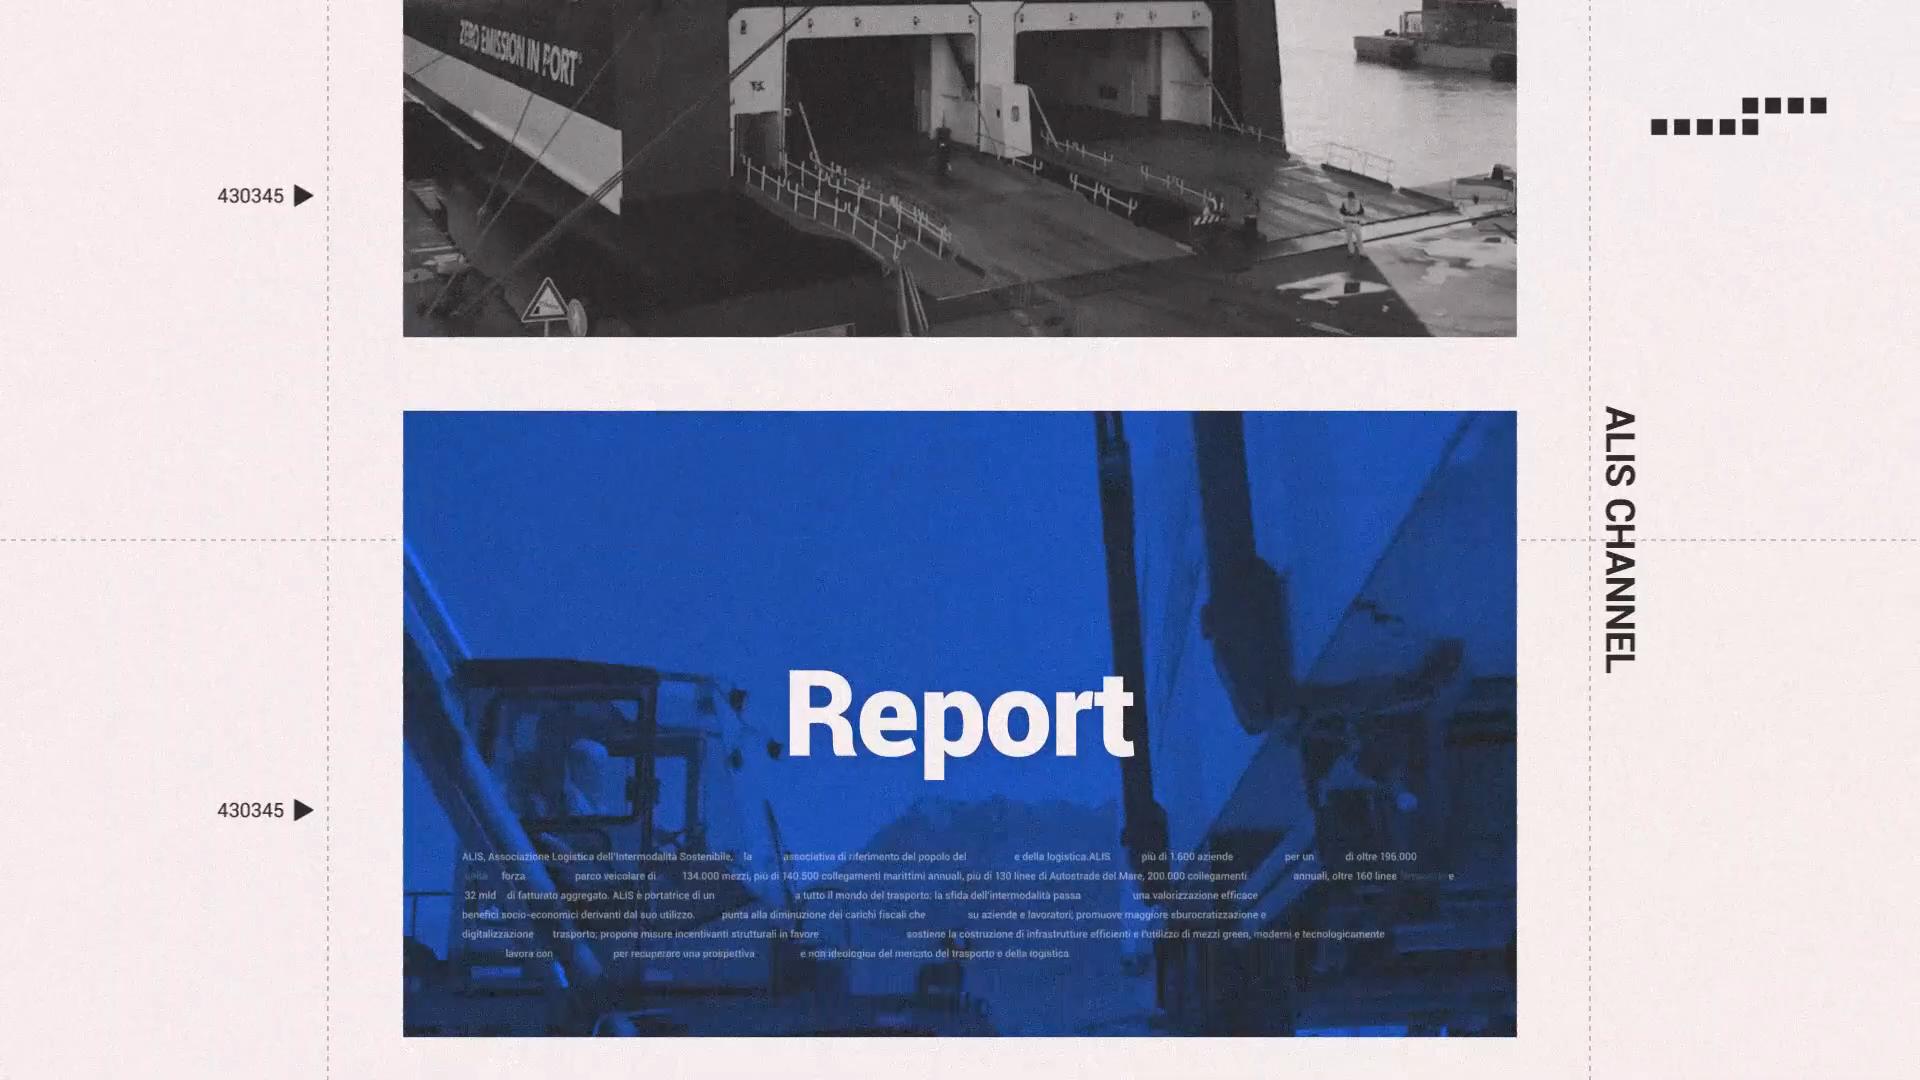 ZERO EMISSION IN PORT
430345
ALIS CHANNEL
Report
430345
ALIS, Associazione Logistica dell'Intermodalità Sostenibile, la associativa di riferimento del popolo del e della logistica.ALIS più di 1.600 aziende per un di oltre 196.000
forza parco veicolare di 134.000 mezzi, più di 140.500 collegamenti marittimi annuali, più di 130 linee di Autostrade del Mare, 200.000 collegamenti annuali, oltre 160 linee e
32 mld di fatturato aggregato. ALIS è portatrice di un a tutto il mondo del trasporto: la sfida dell'intermodalità passa una valorizzazione efficace
benefici socio-economici derivanti dal suo utilizzo. punta alla diminuzione dei carichi fiscali che su aziende e lavoratori; promuove maggiore sburocratizzazione e
digitalizzazione trasporto; propone misure incentivanti strutturali in favore sostiene la costruzione di infrastrutture efficienti e l'utilizzo di mezzi green, moderni e tecnologicamente
lavora con per recuperare una prospettiva e non ideologica del mercato del trasporto e della logistica